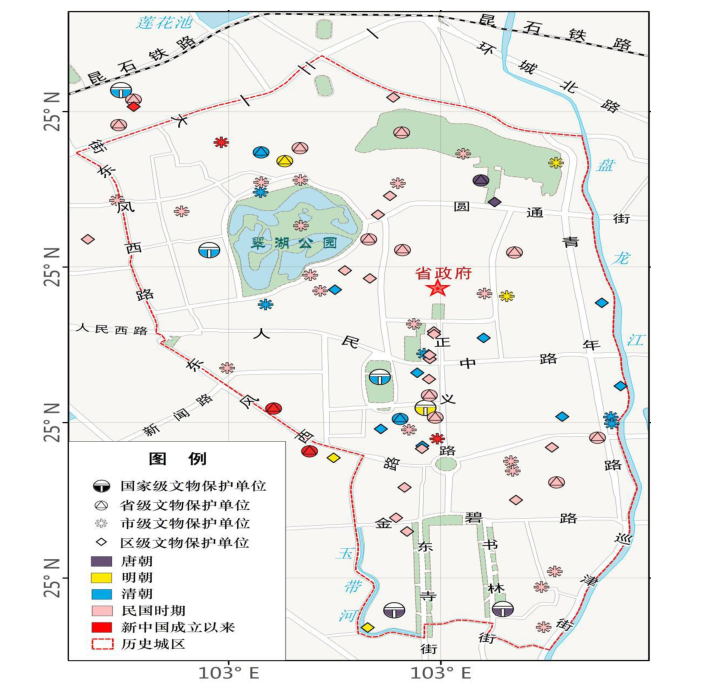 莲花池
昆石铁路
昆石铁路
环城北路
一二一大街
25° N
盘龙江
圆通街
东风西路
翠湖公园
青年路
25° N
省政府
人民西路
人民中路
正义路
东风西路
新闻路
25° N
图 例
国家级文物保护单位
省级文物保护单位
市级文物保护单位
区级文物保护单位
唐朝
明朝
清朝
民国时期
新中国成立以来
历史城区
金碧路
玉带河
东寺街
书林街
巡津街
25° N
103° E
103° E